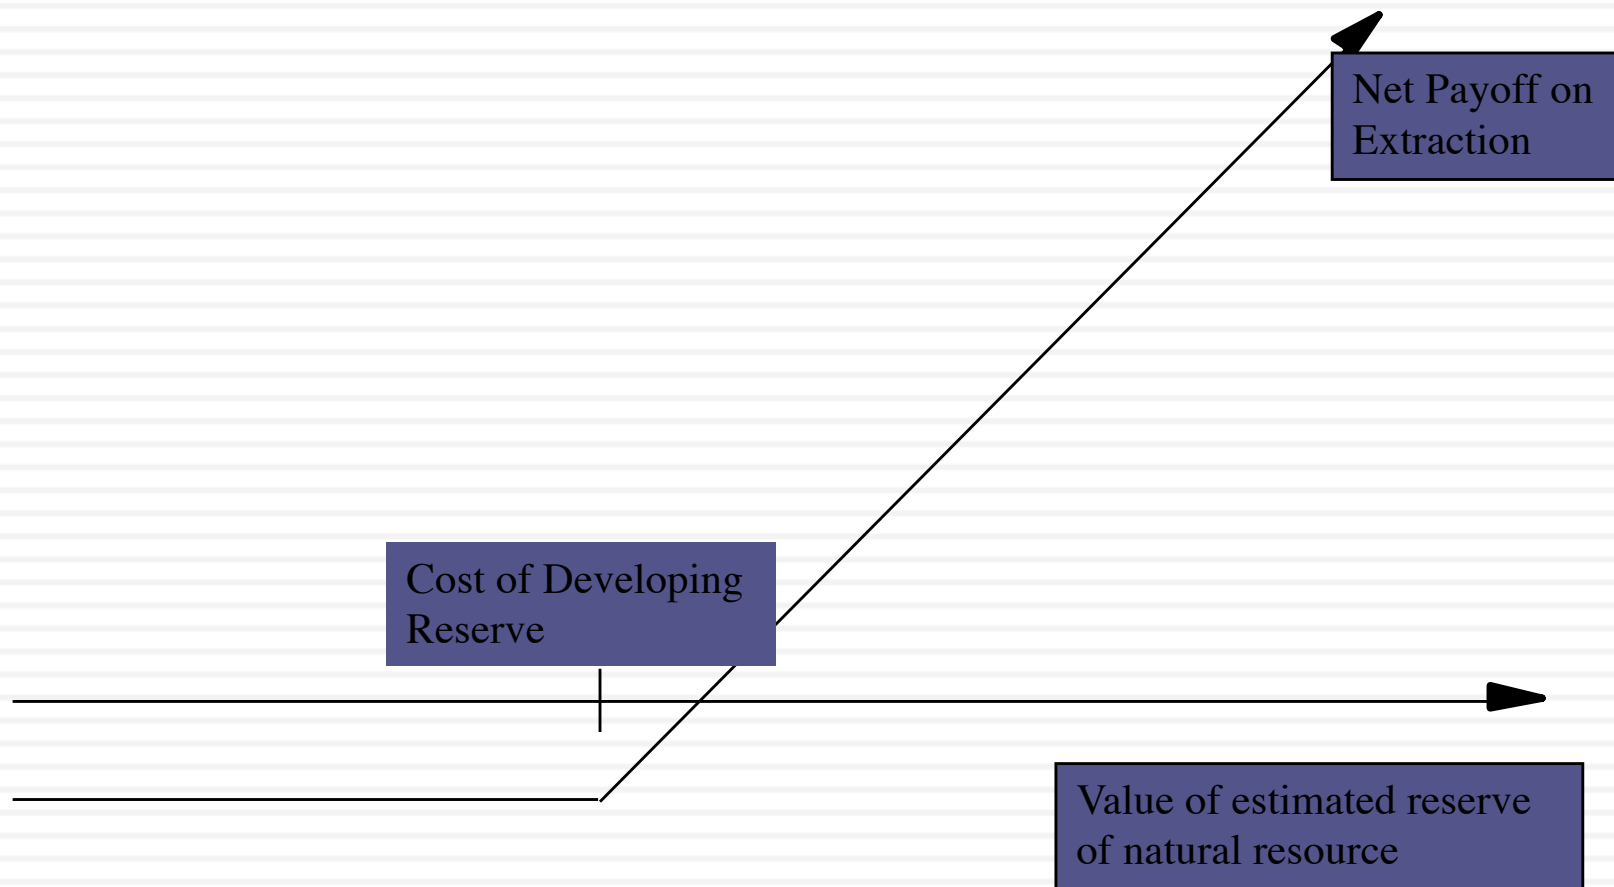 Net Payoff on
Extraction
Cost of Developing
Reserve
Value of estimated reserve
of natural resource